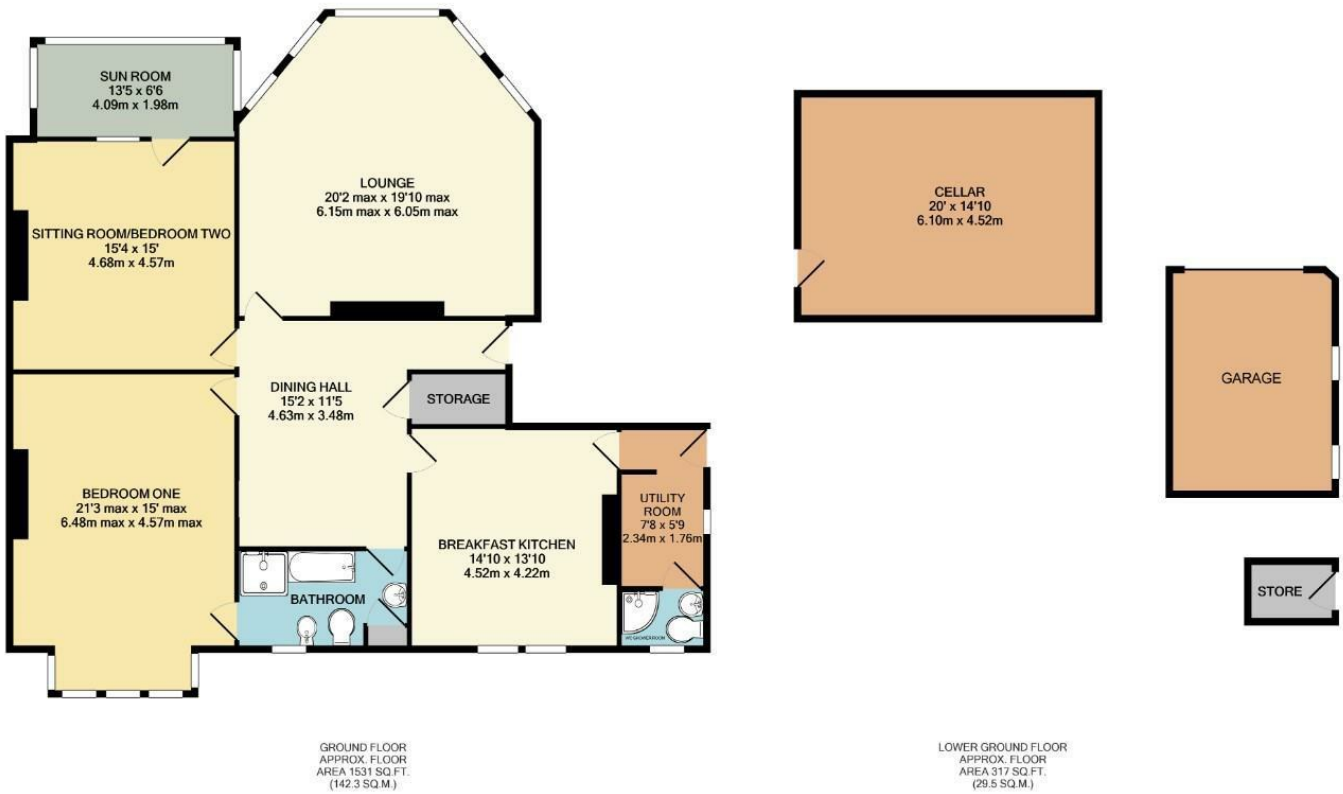 SUN ROOM
13'5 x 6'6
4.09m x 1.98m
LOUNGE
20'2 max x 19'10 max
6.15m max x 6.05m max
SITTING ROOM/BEDROOM TWO
15'4 x 15'
4.68m x 4.57m
DINING HALL
15'2 x 11'5
4.63m x 3.48m
STORAGE
BEDROOM ONE
21'3 max x 15' max
6.48m max x 4.57m max
BREAKFAST KITCHEN
14'10 x 13'10
4.52m x 4.22m
UTILITY
ROOM
7'8 x 5'9
2.34m x 1.76m
BATHROOM
WC/SHOWER ROOM
CELLAR
20' x 14'10
6.10m x 4.52m
GARAGE
STORE
GROUND FLOOR
APPROX. FLOOR
AREA 1531 SQ.FT.
(142.3 SQ.M.)
LOWER GROUND FLOOR
APPROX. FLOOR
AREA 317 SQ.FT.
(29.5 SQ.M.)